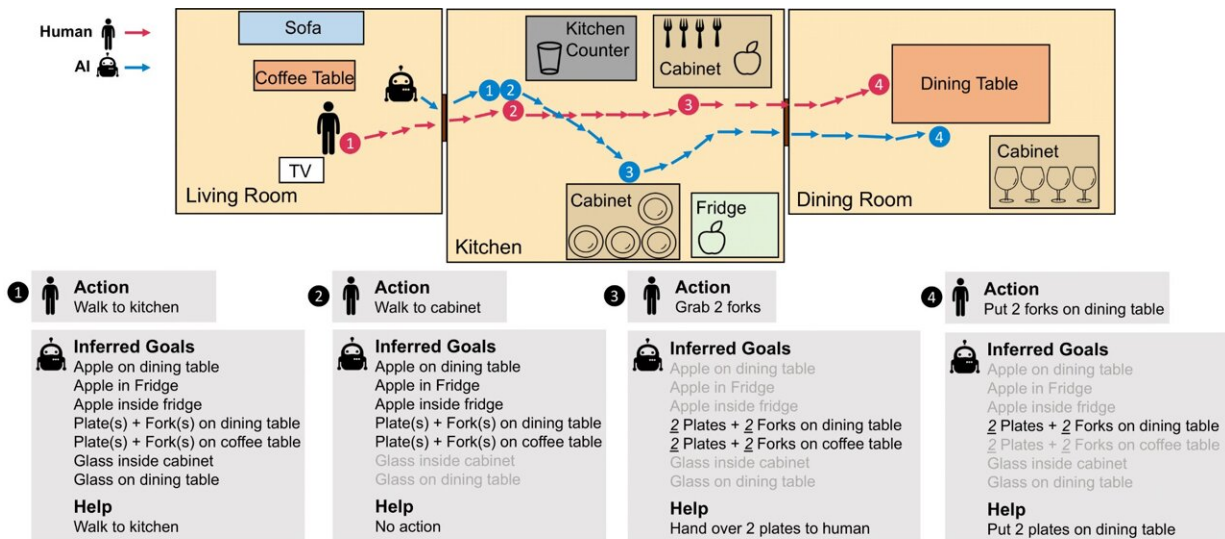 Human
AI
Sofa
Coffee Table
TV
Living Room
Kitchen
Counter
Cabinet
Cabinet
Fridge
Kitchen
Dining Table
Cabinet
Dining Room
1
1
2
2
3
3
4
4
1
Action
Walk to kitchen
Inferred Goals
Apple on dining table
Apple in Fridge
Apple inside fridge
Plate(s) + Fork(s) on dining table
Plate(s) + Fork(s) on coffee table
Glass inside cabinet
Glass on dining table
Help
Walk to kitchen
2
Action
Walk to cabinet
Inferred Goals
Apple on dining table
Apple in Fridge
Apple inside fridge
Plate(s) + Fork(s) on dining table
Plate(s) + Fork(s) on coffee table
Glass inside cabinet
Glass on dining table
Help
No action
3
Action
Grab 2 forks
Inferred Goals
Apple on dining table
Apple in Fridge
Apple inside fridge
2 Plates + 2 Forks on dining table
2 Plates + 2 Forks on coffee table
Glass inside cabinet
Glass on dining table
Help
Hand over 2 plates to human
4
Action
Put 2 forks on dining table
Inferred Goals
Apple on dining table
Apple in Fridge
Apple inside fridge
2 Plates + 2 Forks on dining table
2 Plates + 2 Forks on coffee table
Glass inside cabinet
Glass on dining table
Help
Put 2 plates on dining table